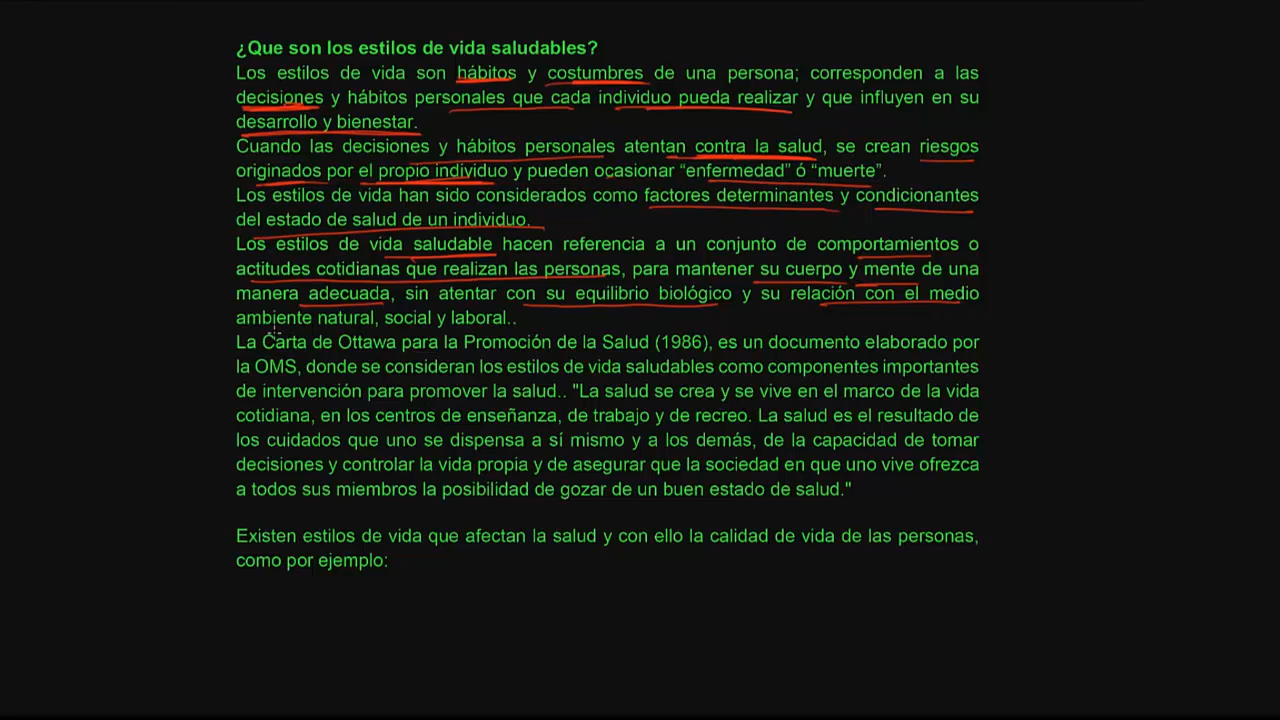 ¿Que son los estilos de vida saludables?
Los estilos de vida son hábitos y costumbres de una persona; corresponden a las
decisiones y hábitos personales que cada individuo pueda realizar y que influyen en su
desarrollo y bienestar.
Cuando las decisiones y hábitos personales atentan contra la salud, se crean riesgos
originados por el propio individuo y pueden ocasionar “enfermedad” ó “muerte”.
Los estilos de vida han sido considerados como factores determinantes y condicionantes
del estado de salud de un individuo.
Los estilos de vida saludable hacen referencia a un conjunto de comportamientos o
actitudes cotidianas que realizan las personas, para mantener su cuerpo y mente de una
manera adecuada, sin atentar con su equilibrio biológico y su relación con el medio
ambiente natural, social y laboral..
La Carta de Ottawa para la Promoción de la Salud (1986), es un documento elaborado por
la OMS, donde se consideran los estilos de vida saludables como componentes importantes
de intervención para promover la salud.. "La salud se crea y se vive en el marco de la vida
cotidiana, en los centros de enseñanza, de trabajo y de recreo. La salud es el resultado de
los cuidados que uno se dispensa a sí mismo y a los demás, de la capacidad de tomar
decisiones y controlar la vida propia y de asegurar que la sociedad en que uno vive ofrezca
a todos sus miembros la posibilidad de gozar de un buen estado de salud."
Existen estilos de vida que afectan la salud y con ello la calidad de vida de las personas,
como por ejemplo: